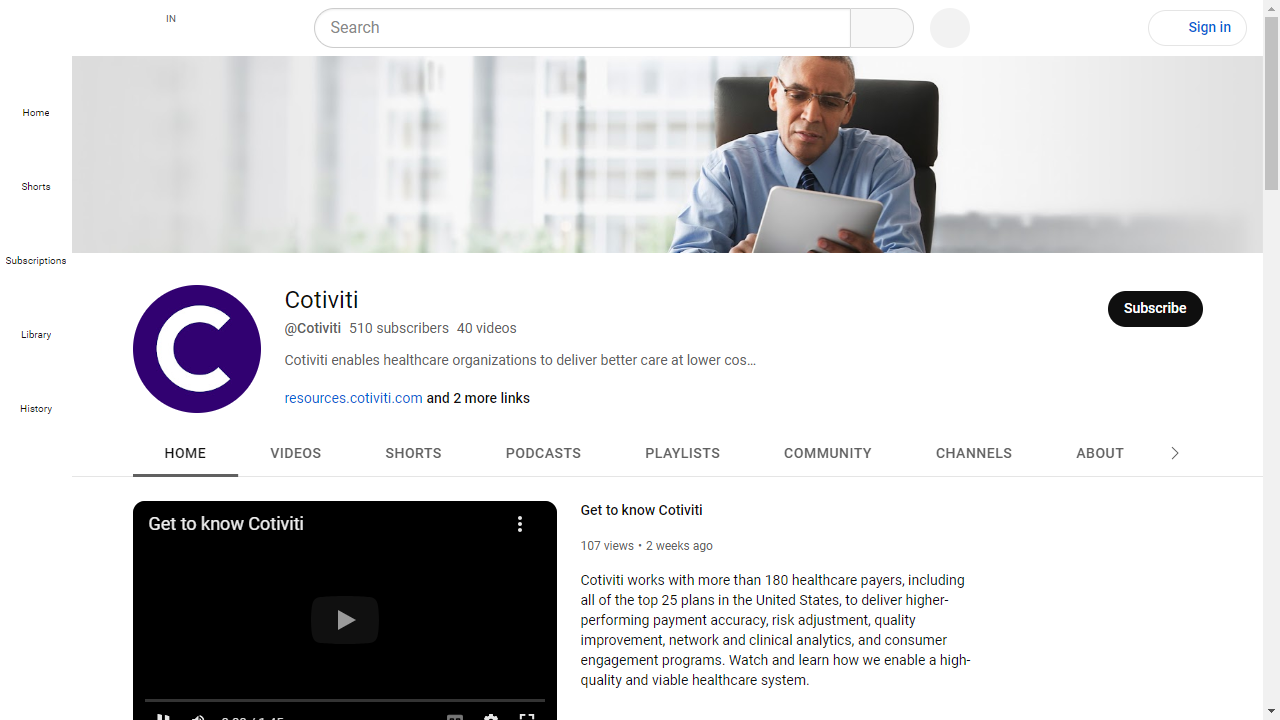 IN
Search
Sign in
Home
Shorts
Subscriptions
Library
History
Cotiviti
@Cotiviti 510 subscribers 40 videos
Cotiviti enables healthcare organizations to deliver better care at lower cos...
resources.cotiviti.com and 2 more links
Subscribe
HOME VIDEOS SHORTS PODCASTS PLAYLISTS COMMUNITY CHANNELS ABOUT
Get to know Cotiviti
Get to know Cotiviti
107 views • 2 weeks ago
Cotiviti works with more than 180 healthcare payers, including
all of the top 25 plans in the United States, to deliver higher-
performing payment accuracy, risk adjustment, quality
improvement, network and clinical analytics, and consumer
engagement programs. Watch and learn how we enable a high-
quality and viable healthcare system.